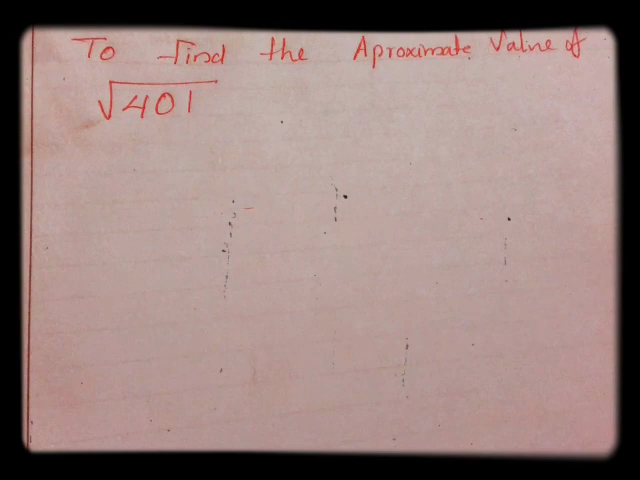 To find the Aproximate Value of
√401